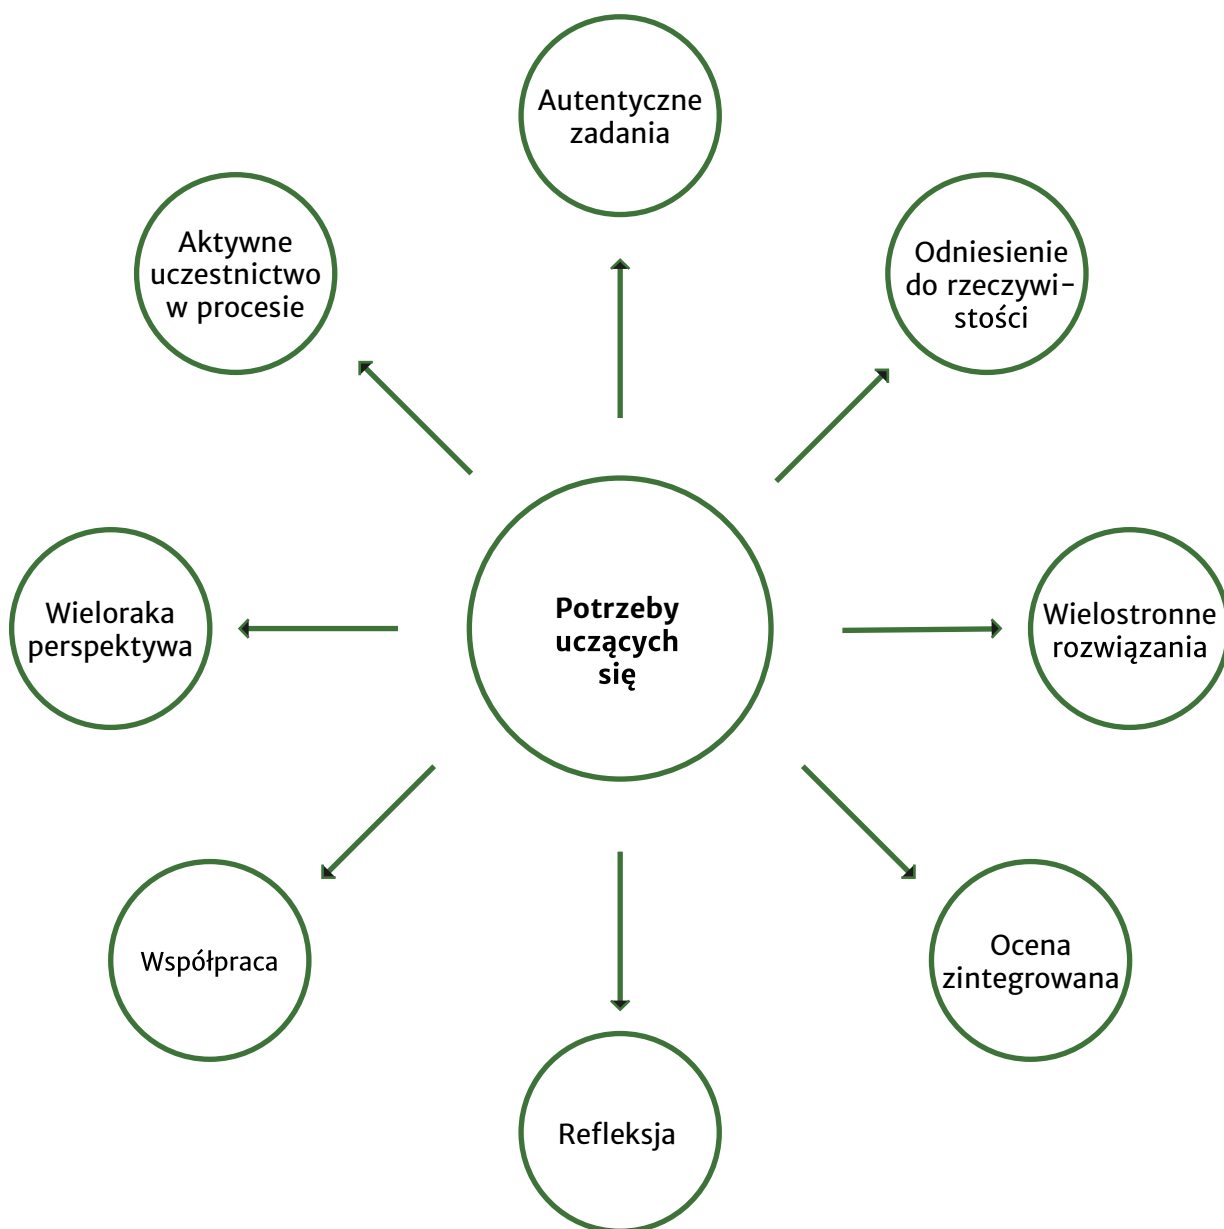 Autentyczne
zadania
Aktywne
uczestnictwo
w procesie
Odniesienie
do rzeczywi-
stości
Wieloraka
perspektywa
Potrzeby
uczących
się
Wielostronne
rozwiązania
Współpraca
Ocena
zintegrowana
Refleksja